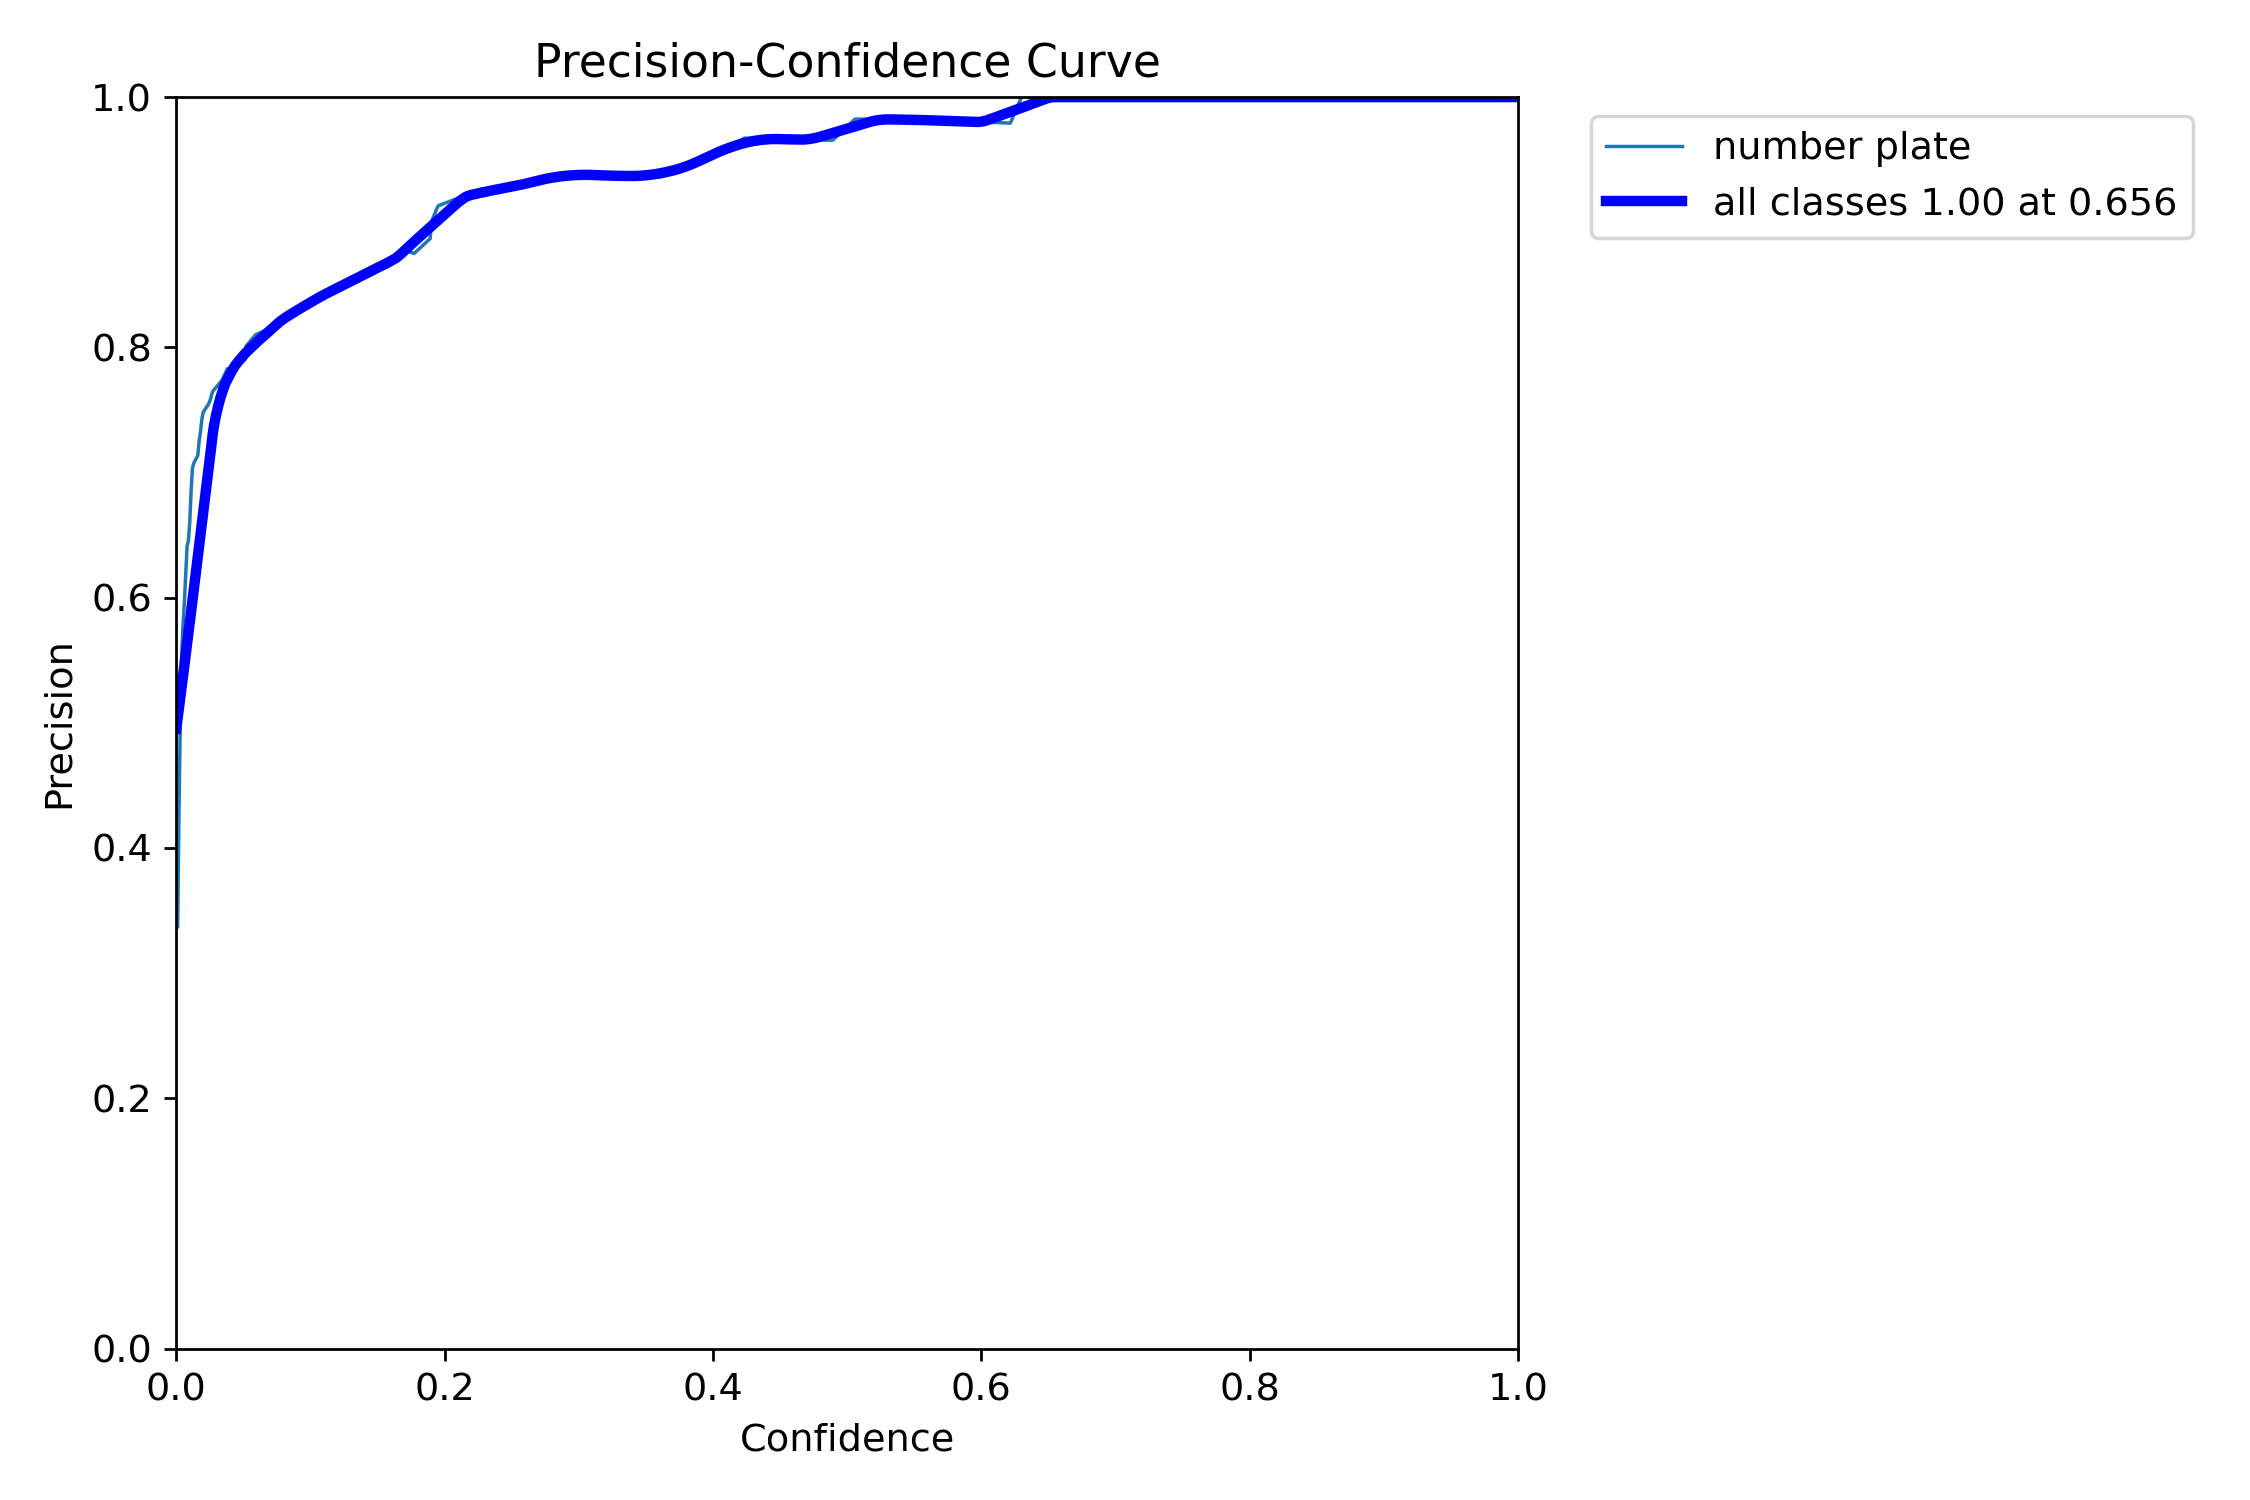 Precision-Confidence Curve
1.0
0.8
0.6
0.4
0.2
0.0
Precision
0.0 0.2 0.4 0.6 0.8 1.0
Confidence
number plate
all classes 1.00 at 0.656